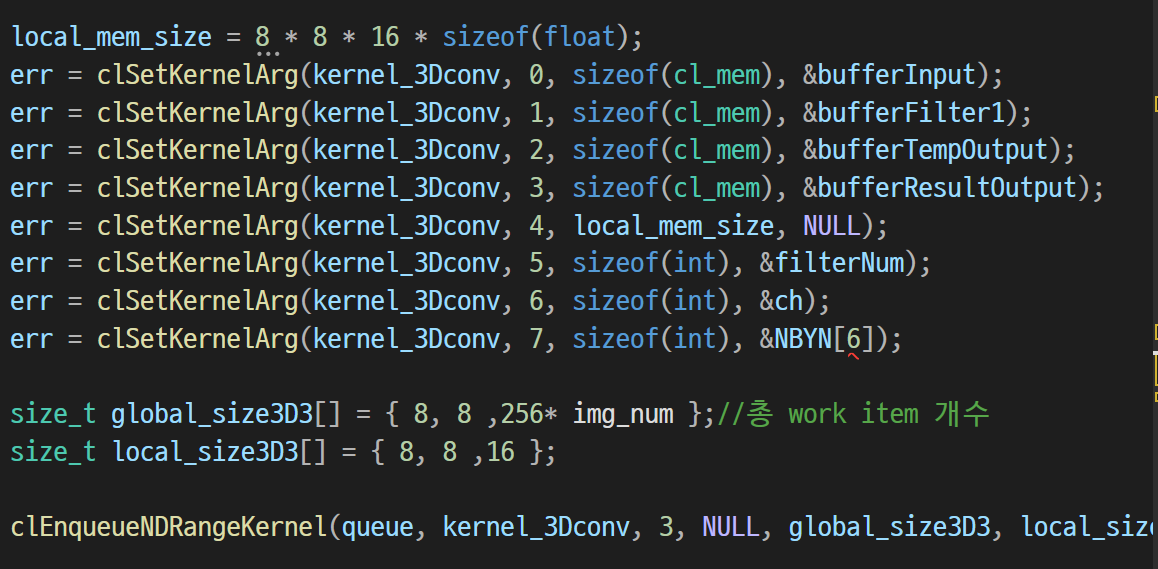 local_mem_size = 8 * 8 * 16 * sizeof(float);
err = clSetKernelArg(kernel_3Dconv, 0, sizeof(cl_mem), &bufferInput);
err = clSetKernelArg(kernel_3Dconv, 1, sizeof(cl_mem), &bufferFilter1);
err = clSetKernelArg(kernel_3Dconv, 2, sizeof(cl_mem), &bufferTempOutput);
err = clSetKernelArg(kernel_3Dconv, 3, sizeof(cl_mem), &bufferResultOutput);
err = clSetKernelArg(kernel_3Dconv, 4, local_mem_size, NULL);
err = clSetKernelArg(kernel_3Dconv, 5, sizeof(int), &filterNum);
err = clSetKernelArg(kernel_3Dconv, 6, sizeof(int), &ch);
err = clSetKernelArg(kernel_3Dconv, 7, sizeof(int), &NBYN[6]);
size_t global_size3D3[] = { 8, 8 ,256* img_num };//총 work item 개수
size_t local_size3D3[] = { 8, 8 ,16 };
clEnqueueNDRangeKernel(queue, kernel_3Dconv, 3, NULL, global_size3D3, local_size